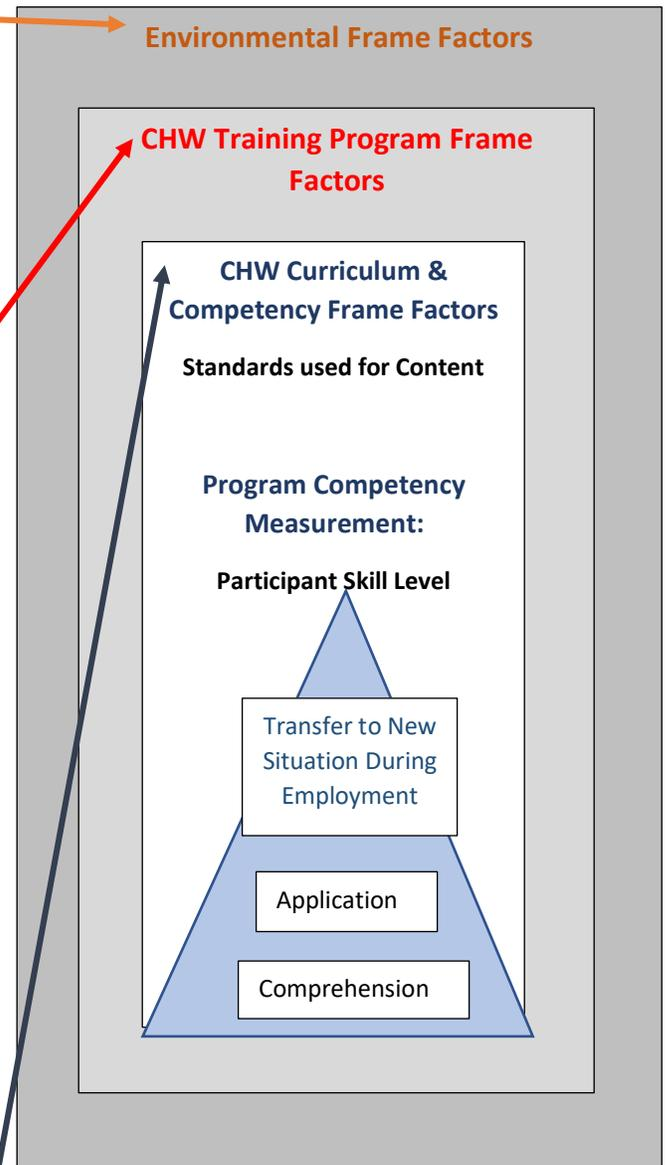 Environmental Frame Factors
CHW Training Program Frame
Factors
CHW Curriculum &
Competency Frame Factors
Standards used for Content
Program Competency
Measurement:
Participant Skill Level
Transfer to New
Situation During
Employment
Application
Comprehension